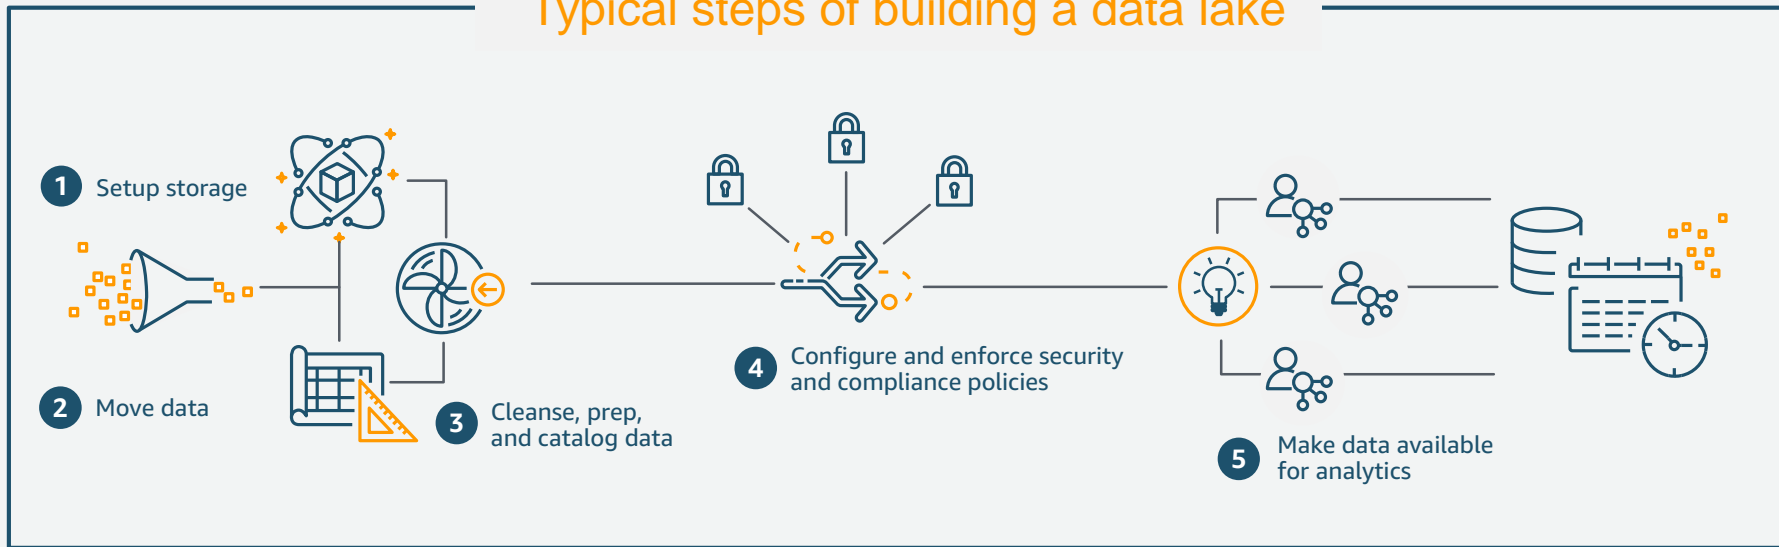 Typical steps of building a data lake
1 Setup storage
2 Move data
3 Cleanse, prep,
and catalog data
4 Configure and enforce security
and compliance policies
5 Make data available
for analytics